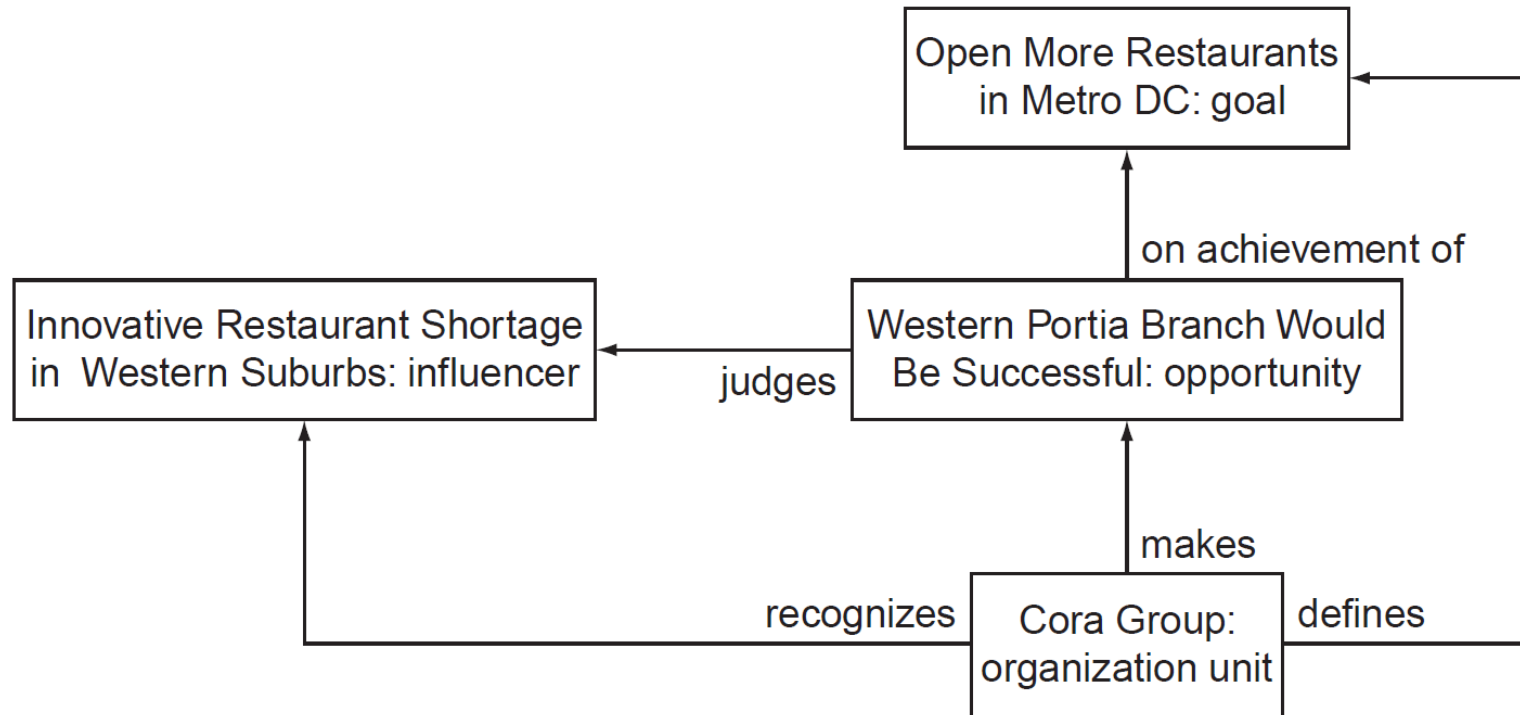 Open More Restaurants
in Metro DC: goal
on achievement of
Innovative Restaurant Shortage
in Western Suburbs: influencer
judges
Western Portia Branch Would
Be Successful: opportunity
makes
recognizes
Cora Group:
organization unit
defines